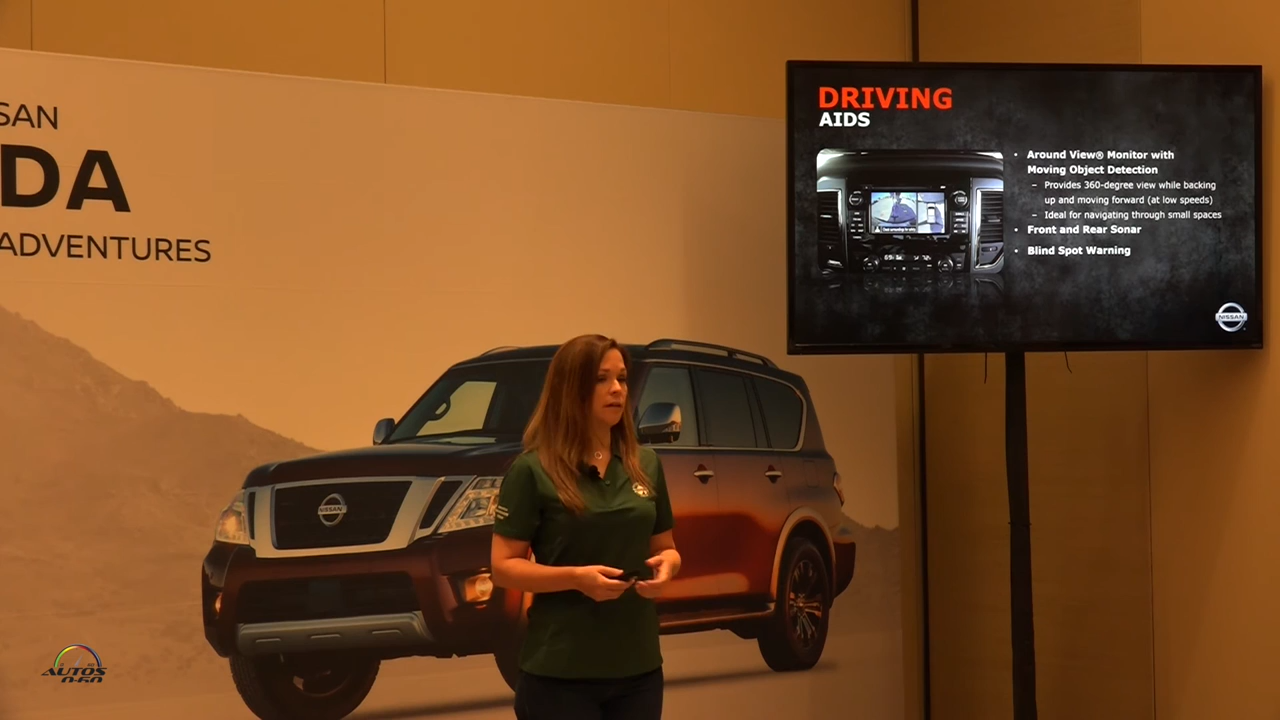 SAN
DA
ADVENTURES
DRIVING
AIDS
• Around View® Monitor with
Moving Object Detection
– Provides 360-degree view while backing
up and moving forward (at low speeds)
– Ideal for navigating through small spaces
• Front and Rear Sonar
• Blind Spot Warning
NISSAN
NISSAN
AUTOS
0-60